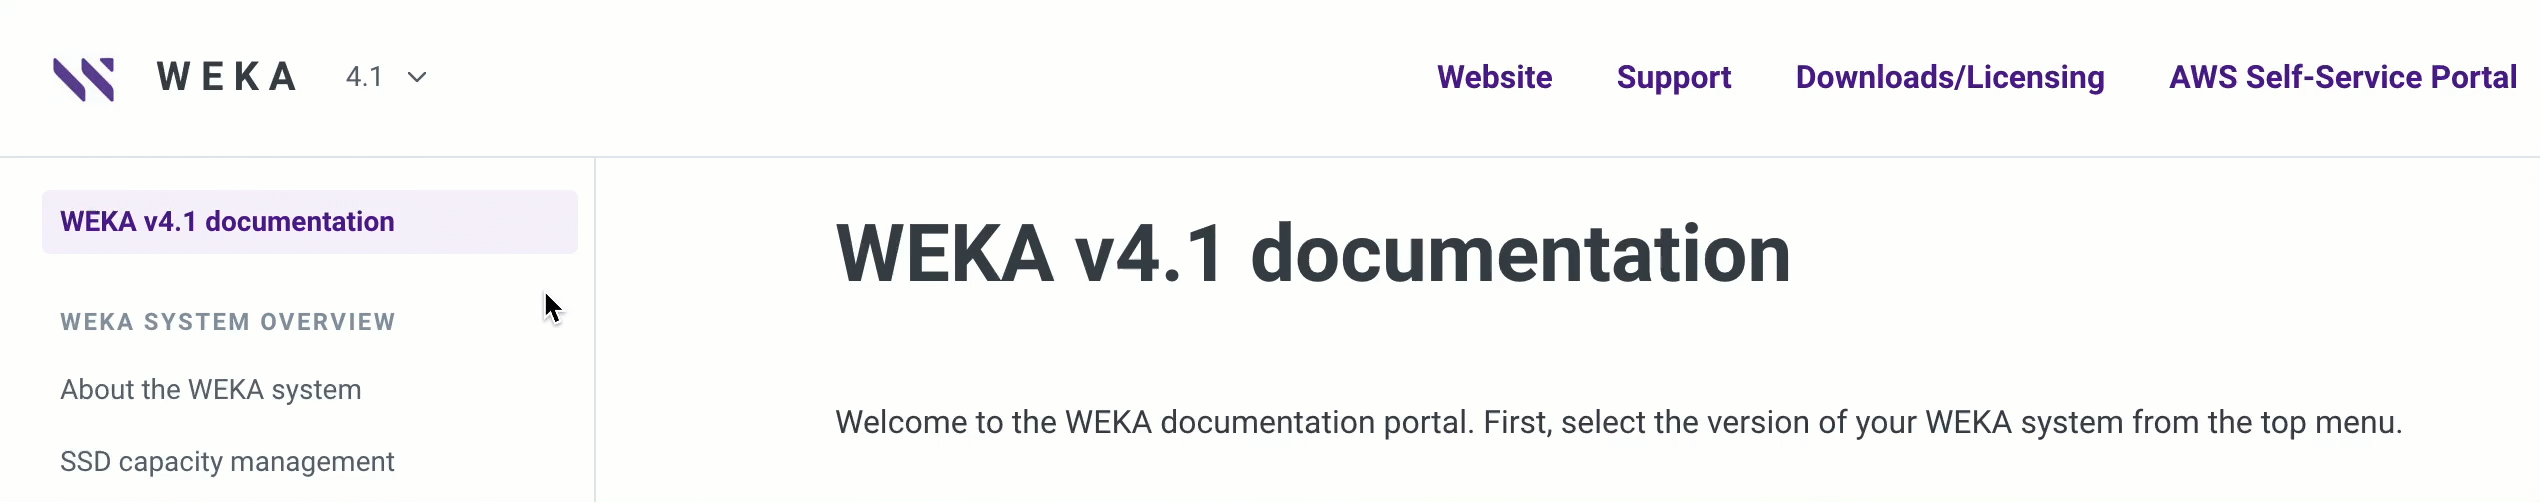 WEKA 4.1
Website Support Downloads/Licensing AWS Self-Service Portal
WEKA v4.1 documentation
WEKA SYSTEM OVERVIEW
About the WEKA system
SSD capacity management
WEKA v4.1 documentation
Welcome to the WEKA documentation portal. First, select the version of your WEKA system from the top menu.